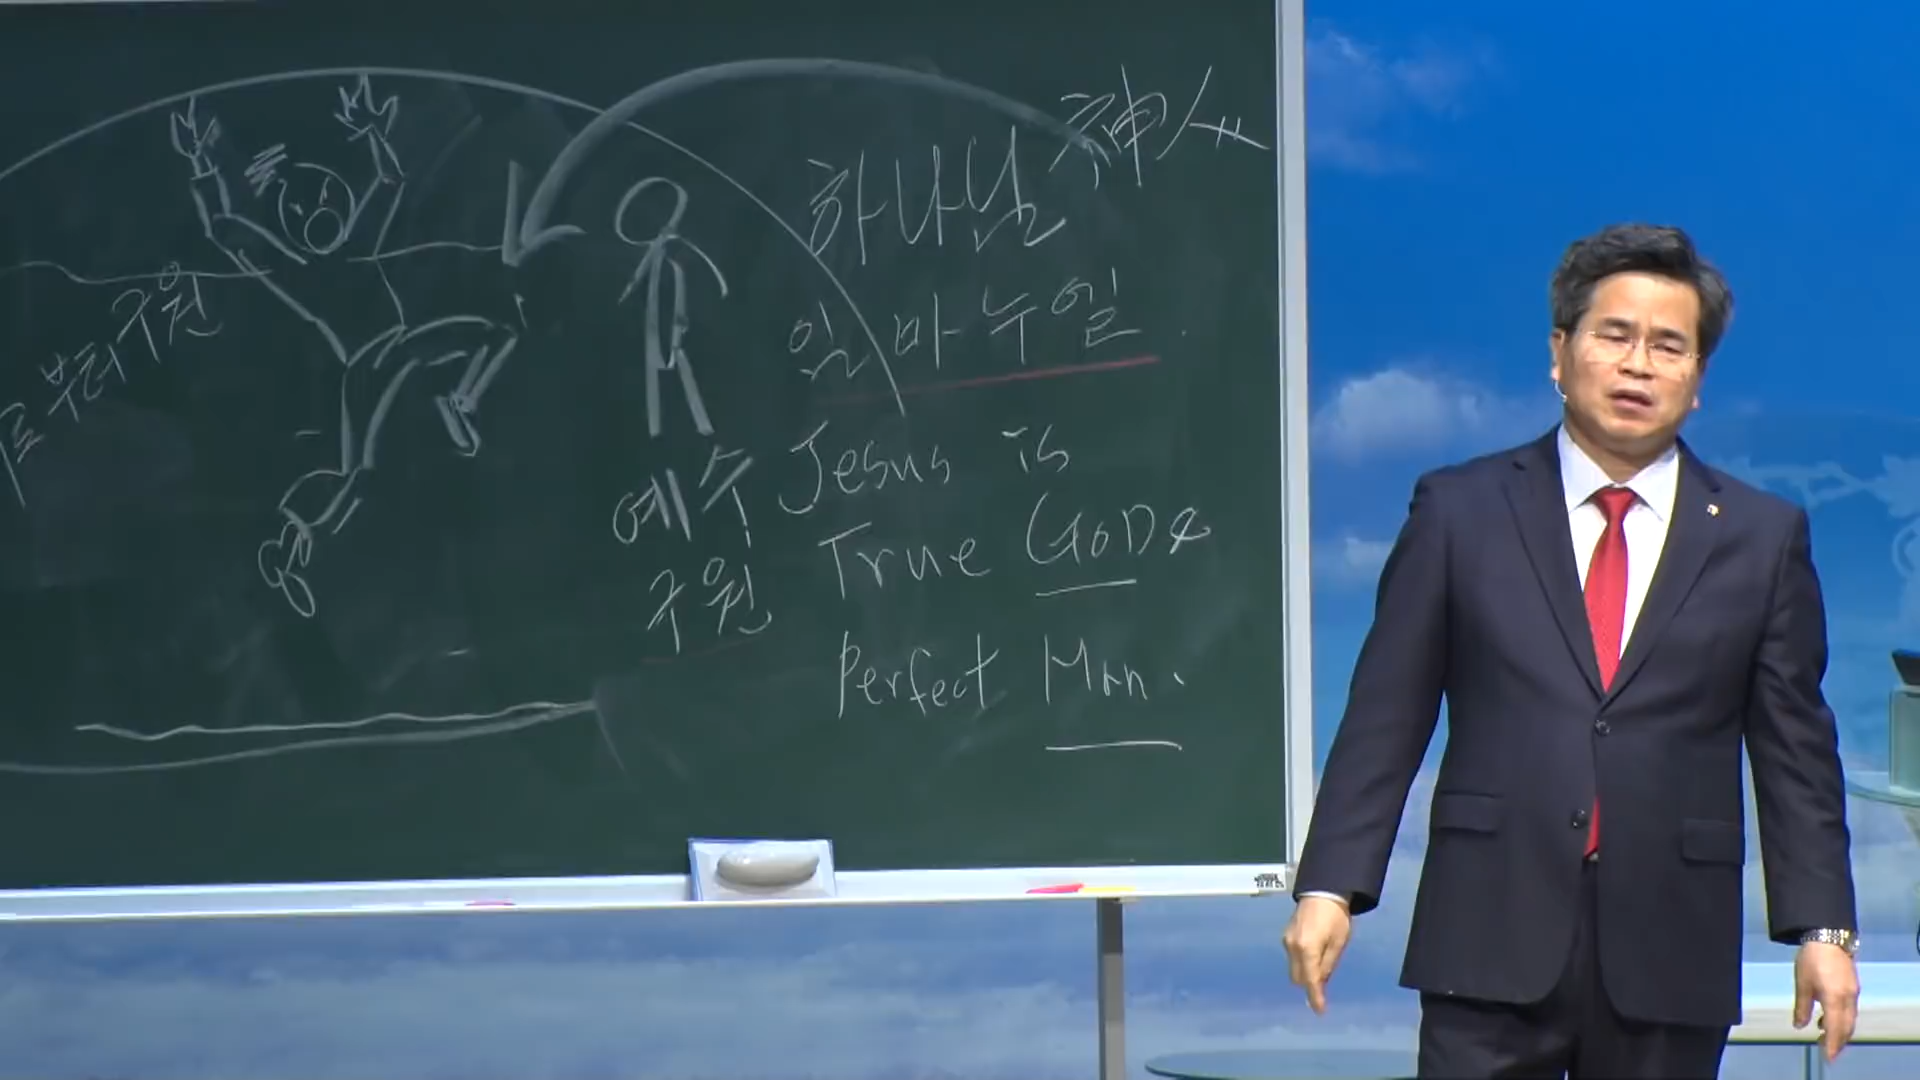 하나님 神人
임마누엘
예수
구원
Jesus is
True GOD &
Perfect Man.
로부터 구원